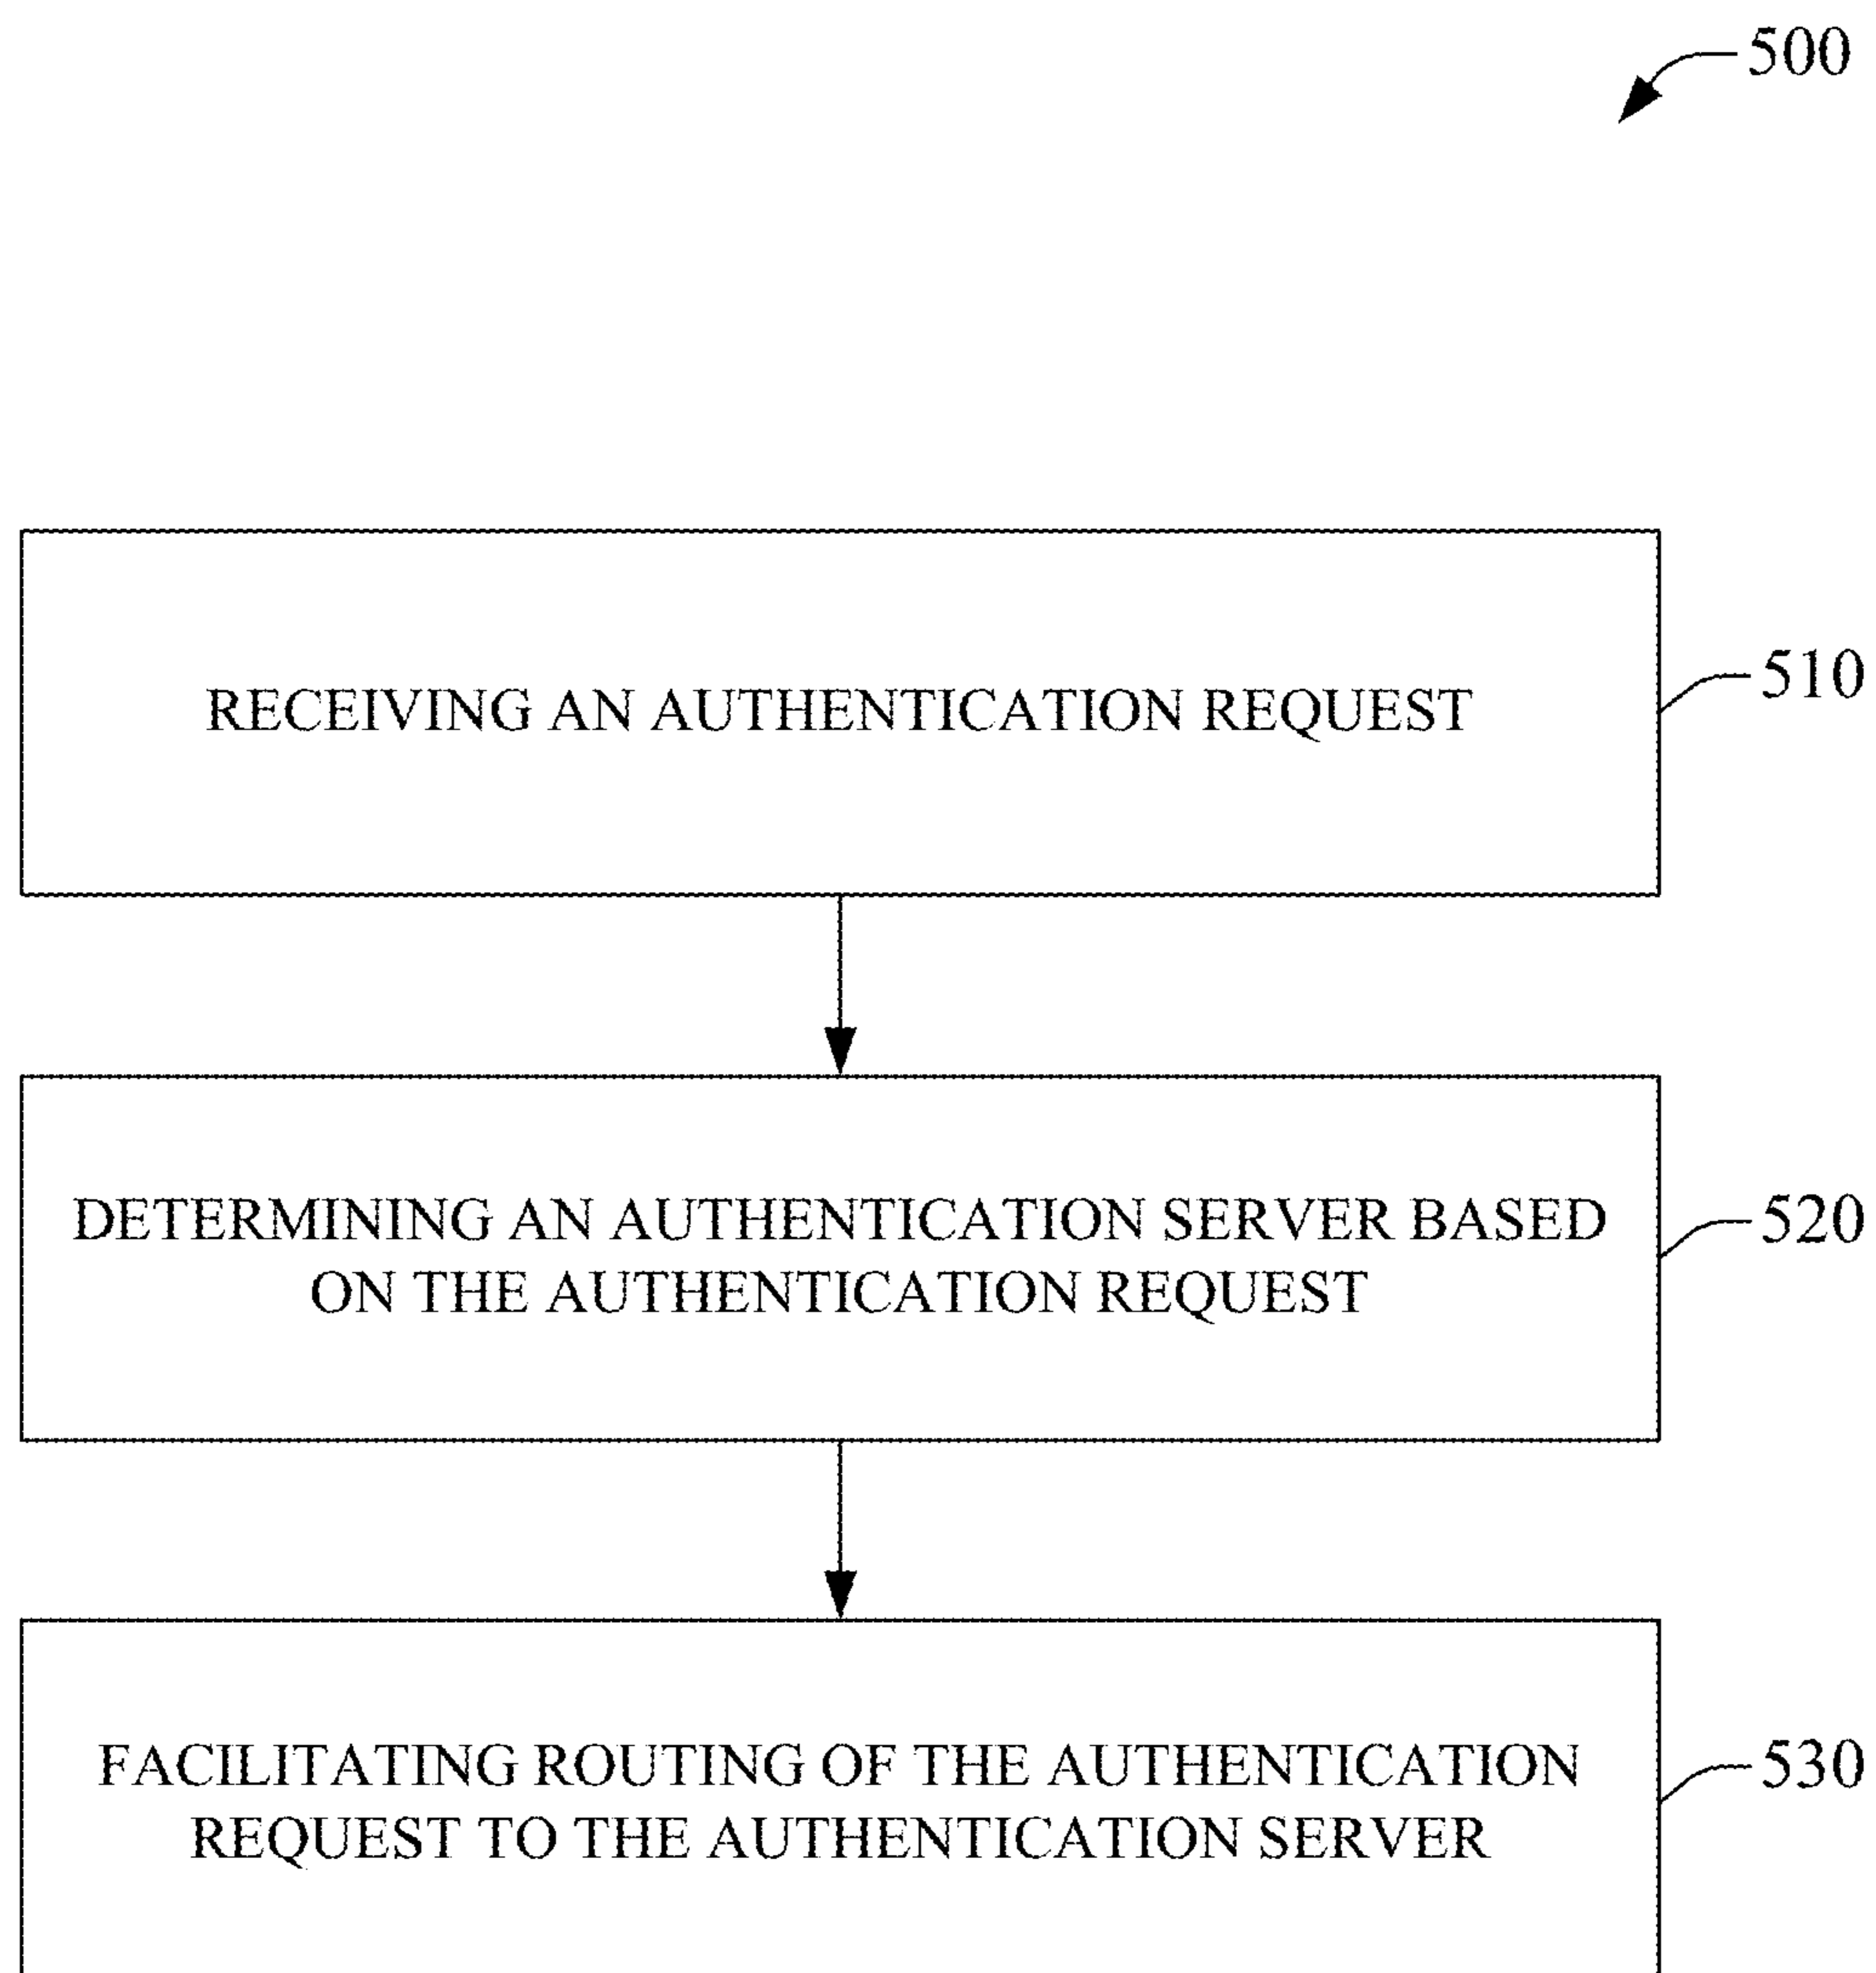 500
RECEIVING AN AUTHENTICATION REQUEST
510
DETERMINING AN AUTHENTICATION SERVER BASED
ON THE AUTHENTICATION REQUEST
520
FACILITATING ROUTING OF THE AUTHENTICATION
REQUEST TO THE AUTHENTICATION SERVER
530